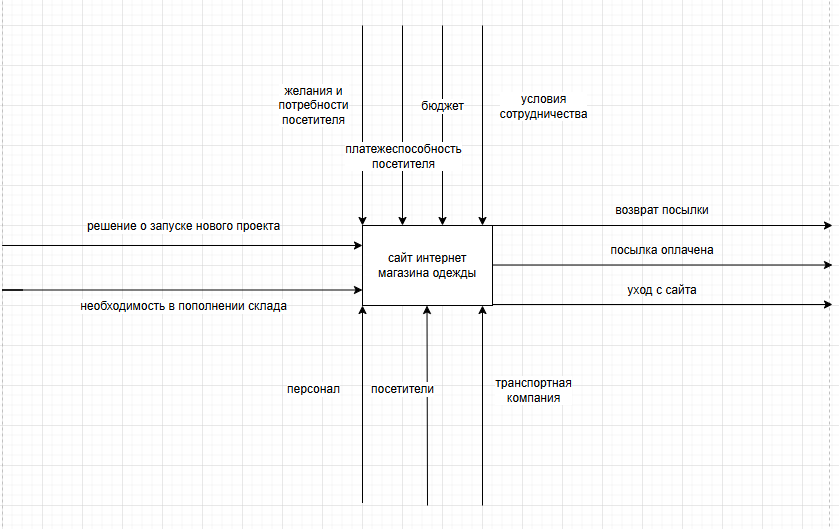 желания и
потребности
посетителя
бюджет
условия
сотрудничества
платежеспособность
посетителя
решение о запуске нового проекта
необходимость в пополнении склада
сайт интернет
магазина одежды
возврат посылки
посылка оплачена
уход с сайта
персонал
посетители
транспортная
компания